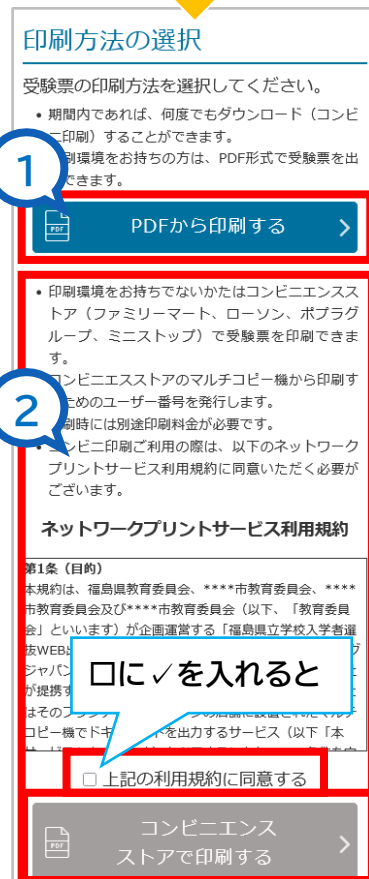 印刷方法の選択
受験票の印刷方法を選択してください。
• 期間内であれば、何度でもダウンロード（コンビ
ニ印刷）することができます。
刷環境をお持ちの方は、PDF形式で受験票を出
できます。
1
PDF
PDFから印刷する
• 印刷環境をお持ちでないかたはコンビニエンスス
トア（ファミリーマート、ローソン、ポプラグ
ループ、ミニストップ）で受験票を印刷できま
す。
コンビニエスストアのマルチコピー機から印刷す
ためのユーザー番号を発行します。
2
刷時には別途印刷料金が必要です。
コンビニ印刷ご利用の際は、以下のネットワーク
プリントサービス利用規約に同意いただく必要が
ございます。
ネットワークプリントサービス利用規約
第1条（目的）
本規約は、福島県教育委員会、****市教育委員会、****
市教育委員会及び****市教育委員会（以下、「教育委員
会」といいます）が企画運営する「福島県立学校入学者選
抜WEB
ジャパン
が提携す
はそのフランチ
の店舗に設置されたマルチ
コピー機でドキ
トを出力するサービス（以下「本
□に✓を入れると
□ 上記の利用規約に同意する
PDF
コンビニエンス
ストアで印刷する